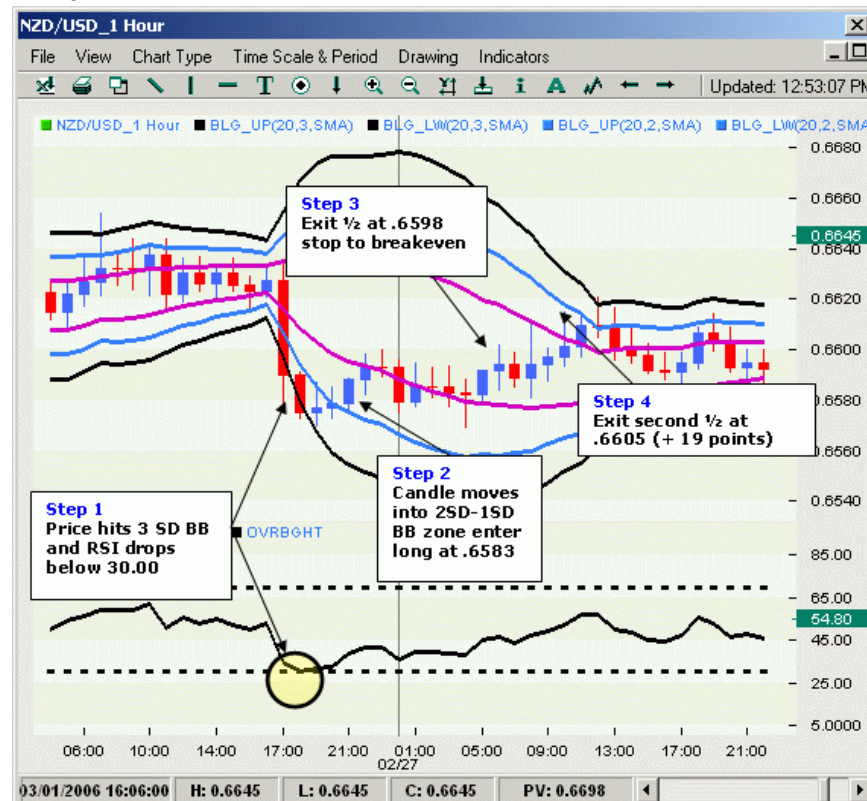 NZD/USD_1 Hour
File View Chart Type Time Scale & Period Drawing Indicators
Updated: 12:53:07 PM
NZD/USD_1 Hour BLG_UP(20,3,SMA) BLG_LW(20,3,SMA) BLG_UP(20,2,SMA) BLG_LW(20,2,SMA
0.6680
0.6660
0.6645
0.6640
0.6620
0.6600
0.6580
0.6560
0.6540
Step 3
Exit ½ at .6598
stop to breakeven
Step 4
Exit second ½ at
.6605 (+ 19 points)
Step 2
Candle moves
into 2SD-1SD
BB zone enter
long at .6583
Step 1
Price hits 3 SD BB
and RSI drops
below 30.00
OVRBGHT
85.00
65.00
54.80
45.00
25.00
5.0000
06:00 10:00 14:00 17:00 21:00 01:00 05:00 09:00 13:00 17:00 21:00
02/27
03/01/2006 16:06:00 H: 0.6645 L: 0.6645 C: 0.6645 PV: 0.6698